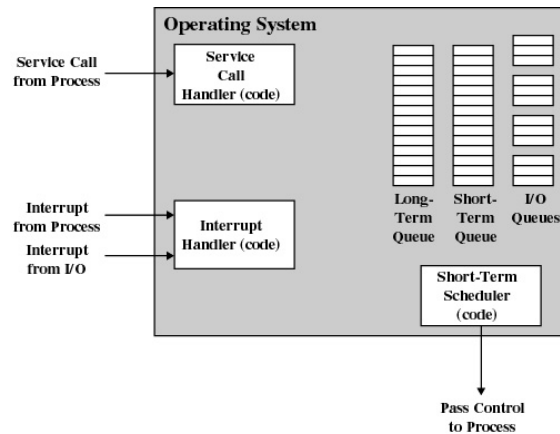 Operating System
Service Call
from Process
Service
Call
Handler (code)
Interrupt
from Process
Interrupt
from I/O
Interrupt
Handler (code)
Long-
Term
Queue
Short-
Term
Queue
I/O
Queues
Short-Term
Scheduler
(code)
Pass Control
to Process